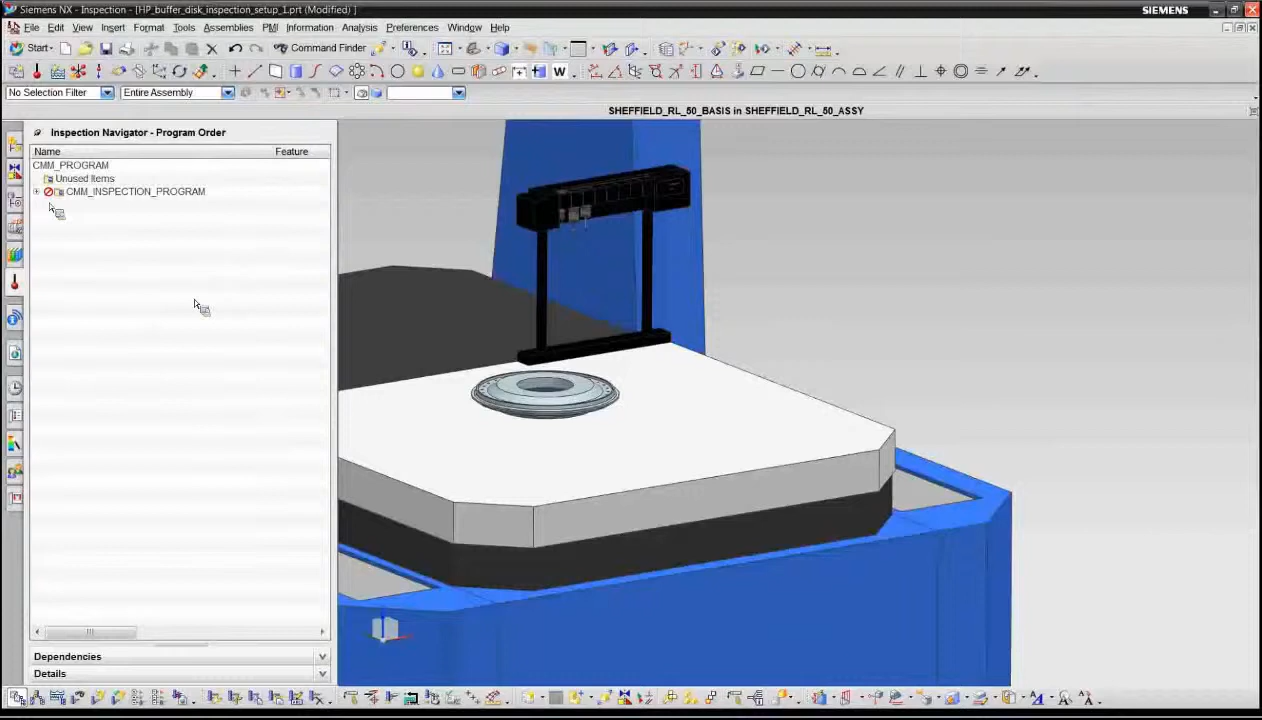 Siemens NX - Inspection - [HP_buffer_disk_inspection_setup_1.prt (Modified) ]
SIEMENS
File Edit View Insert Format Tools Assemblies PMI Information Analysis Preferences Window Help
Start
Command Finder
W
No Selection Filter
Entire Assembly
SHEFFIELD_RL_50_BASIS in SHEFFIELD_RL_50_ASSY
Inspection Navigator - Program Order
Name Feature
CMM_PROGRAM
Unused Items
CMM_INSPECTION_PROGRAM
Dependencies
Details